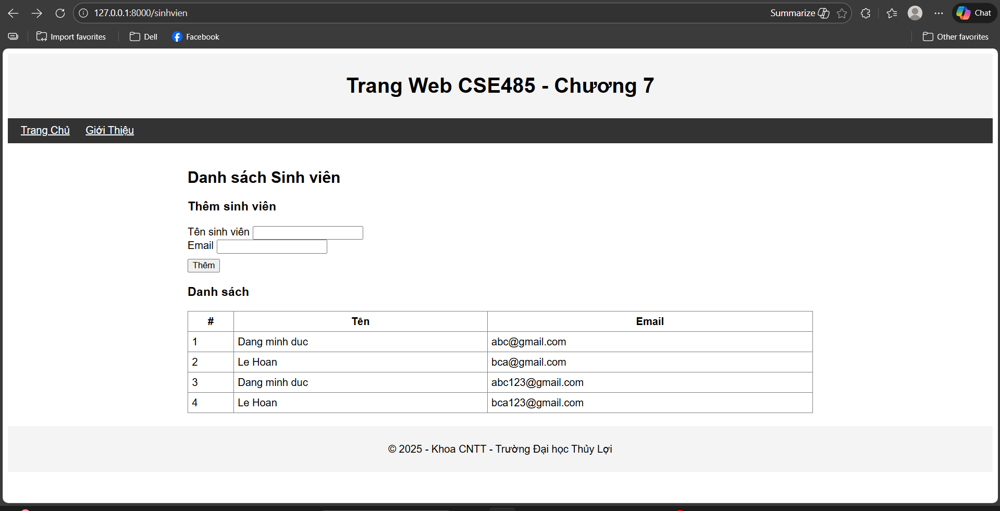 127.0.0.1:8000/sinhvien Summarize Chat
Import favorites Dell Facebook Other favorites
Trang Web CSE485 - Chương 7
Trang Chủ Giới Thiệu
Danh sách Sinh viên
Thêm sinh viên
Tên sinh viên
Email
Thêm
Danh sách
# Tên Email
1 Dang minh duc abc@gmail.com
2 Le Hoan bca@gmail.com
3 Dang minh duc abc123@gmail.com
4 Le Hoan bca123@gmail.com
© 2025 - Khoa CNTT - Trường Đại học Thủy Lợi